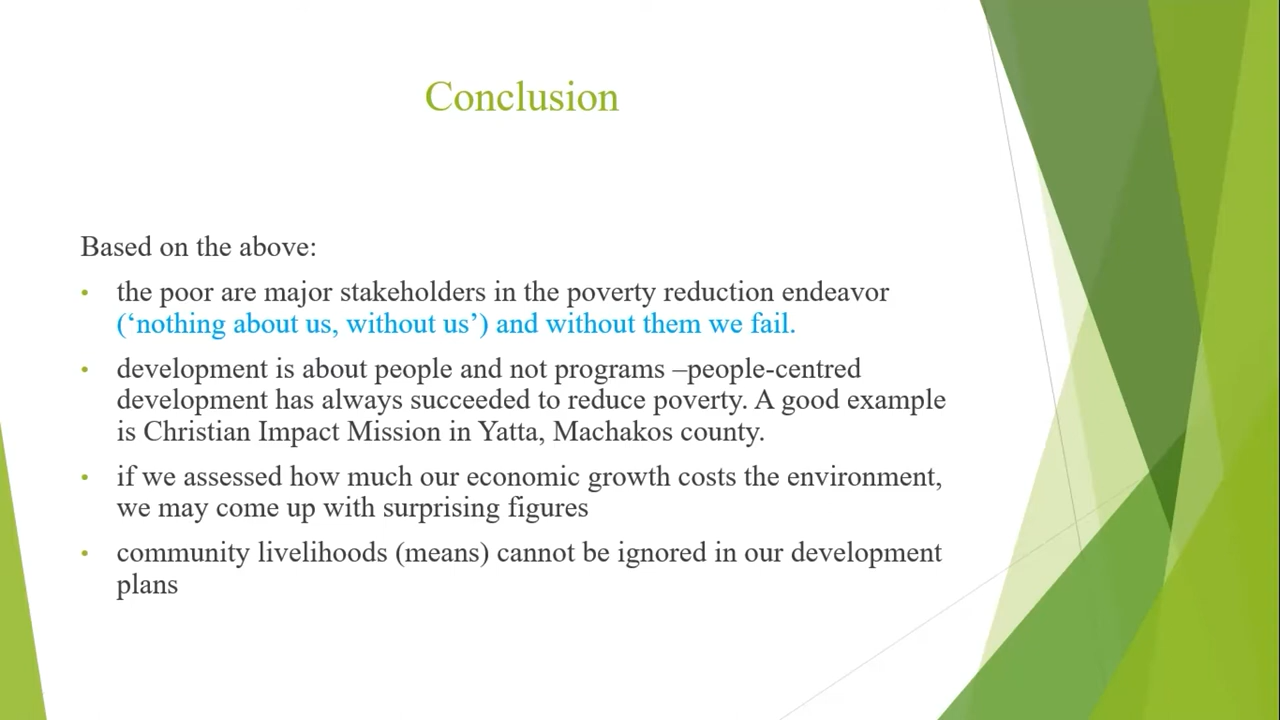 Conclusion
Based on the above:
• the poor are major stakeholders in the poverty reduction endeavor
(‘nothing about us, without us’) and without them we fail.
• development is about people and not programs –people-centred
development has always succeeded to reduce poverty. A good example
is Christian Impact Mission in Yatta, Machakos county.
• if we assessed how much our economic growth costs the environment,
we may come up with surprising figures
• community livelihoods (means) cannot be ignored in our development
plans